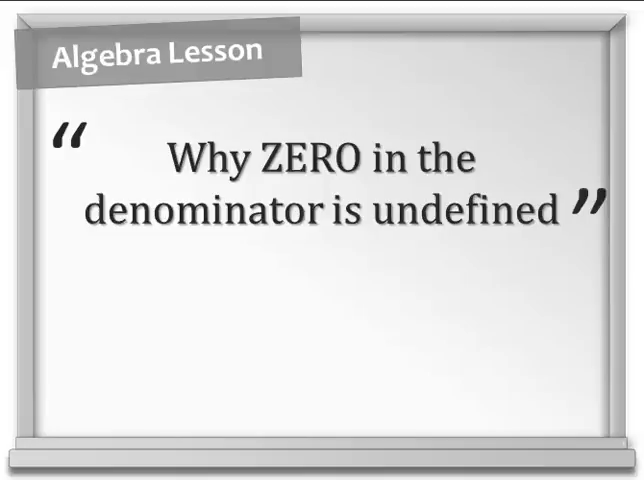 Algebra Lesson
“ Why ZERO in the
denominator is undefined ”